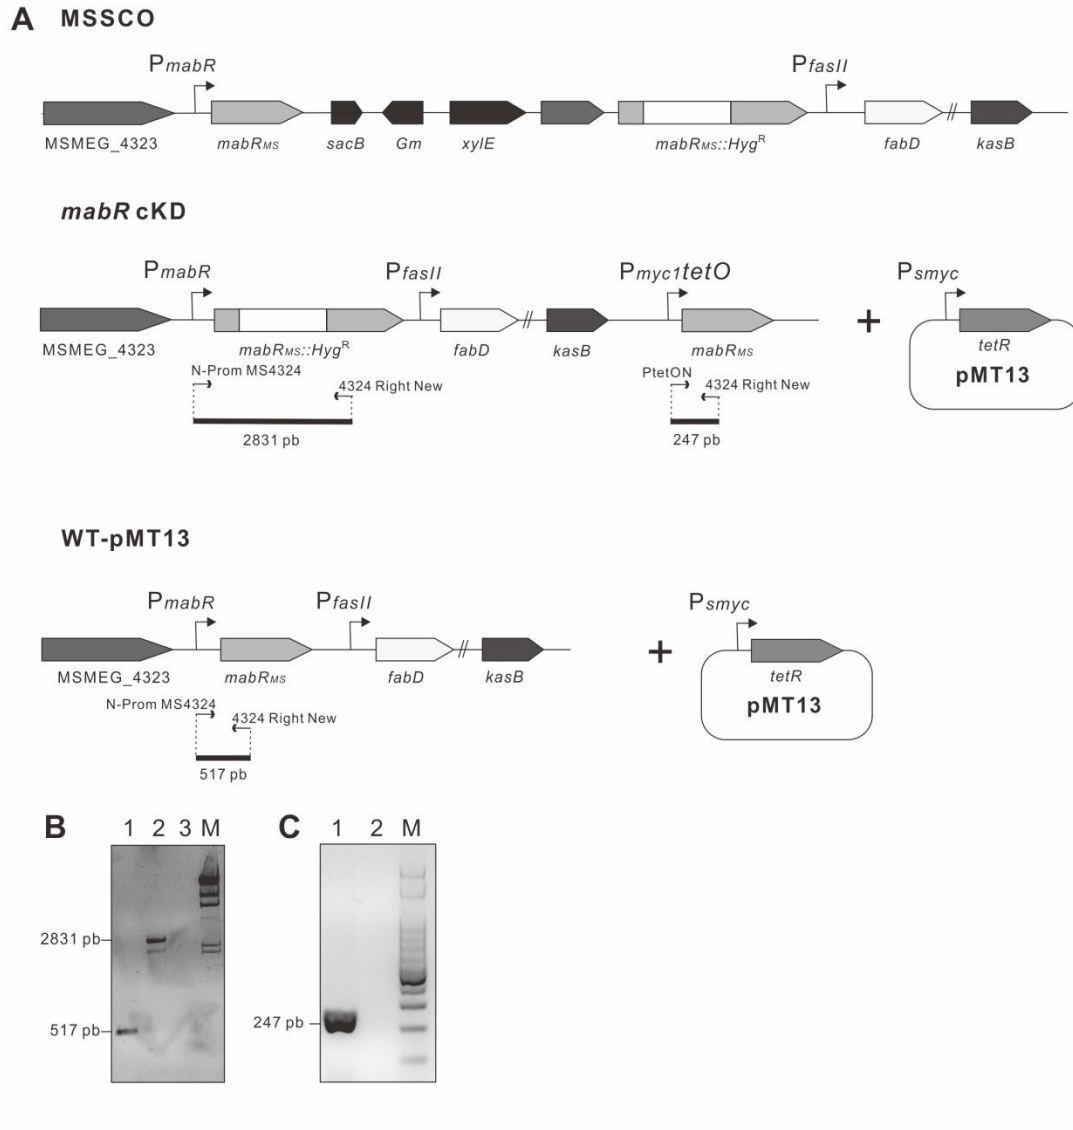 A MSSCO
PmabR PfasII
MSMEG_4323 mabRMS sacB Gm xylE mabRMS::HygR fabD kasB
mabR cKD
PmabR PfasII Pmyc1tetO Psmyc
+
MSMEG_4323 mabRMS::HygR fabD kasB mabRMS tetR
pMT13
N-Prom MS4324 PtetON
4324 Right New 4324 Right New
2831 pb 247 pb
WT-pMT13
PmabR PfasII Psmyc
+
MSMEG_4323 mabRMS fabD kasB tetR
pMT13
N-Prom MS4324
4324 Right New
517 pb
B 1 2 3 M C 1 2 M
2831 pb
247 pb
517 pb